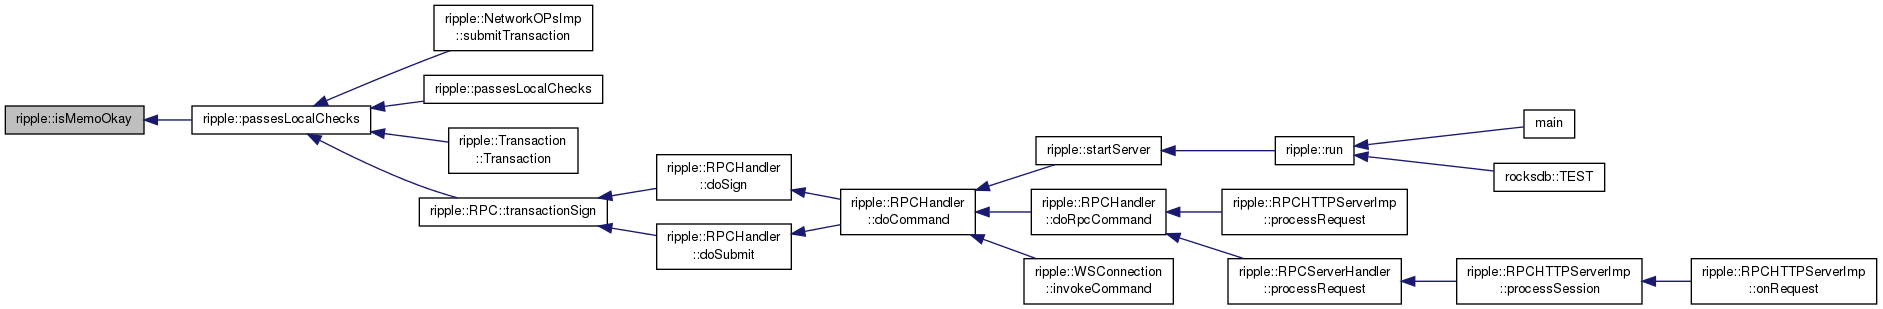 ripple::isMemoOkay
ripple::passesLocalChecks
ripple::NetworkOPsImp
::submitTransaction
ripple::passesLocalChecks
ripple::Transaction
::Transaction
ripple::RPC::transactionSign
ripple::RPCHandler
::doSign
ripple::RPCHandler
::doSubmit
ripple::RPCHandler
::doCommand
ripple::startServer
ripple::RPCHandler
::doRpcCommand
ripple::WSConnection
::invokeCommand
ripple::run
ripple::RPCHTTPServerImp
::processRequest
ripple::RPCServerHandler
::processRequest
main
rocksdb::TEST
ripple::RPCHTTPServerImp
::processSession
ripple::RPCHTTPServerImp
::onRequest